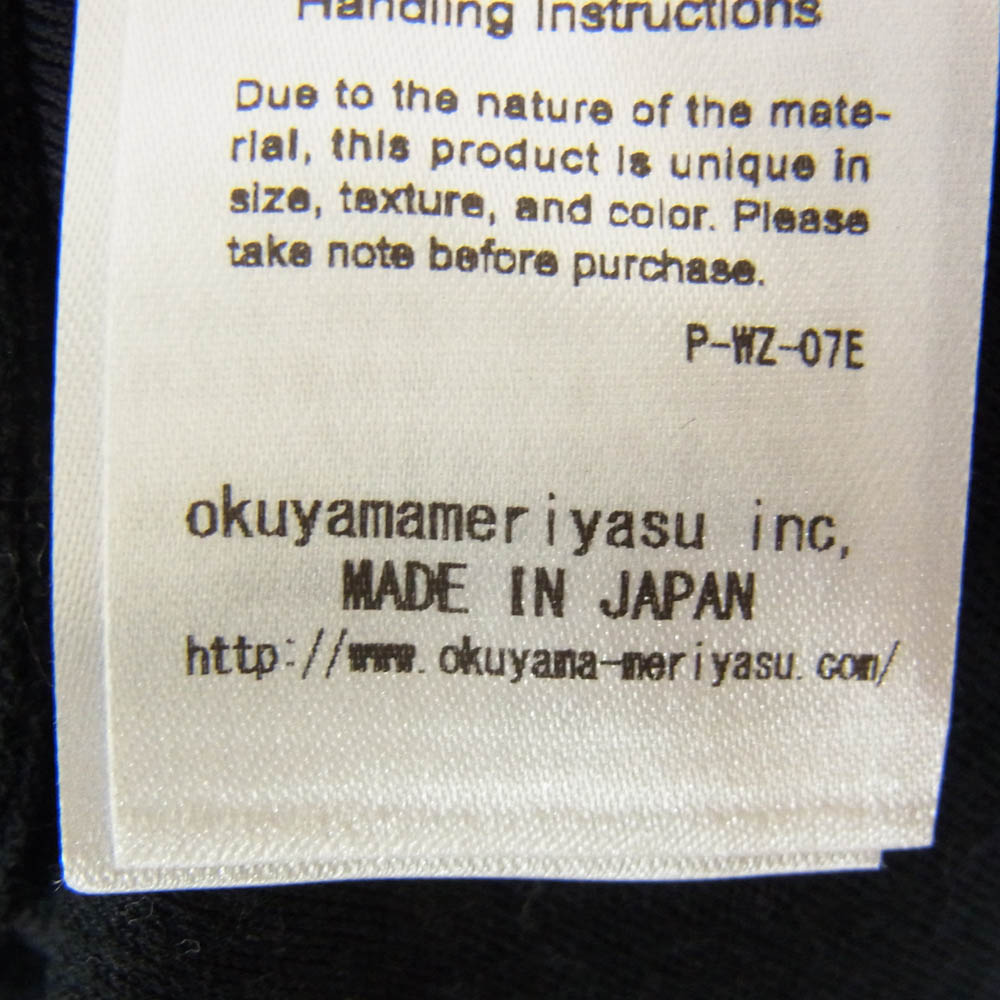 Handling Instructions
Due to the nature of the mate-
rial, this product is unique in
size, texture, and color. Please
take note before purchase.
P-WZ-07E
okuyamameriyasu inc,
MADE IN JAPAN
http://www.okuyama-meriyasu.com/